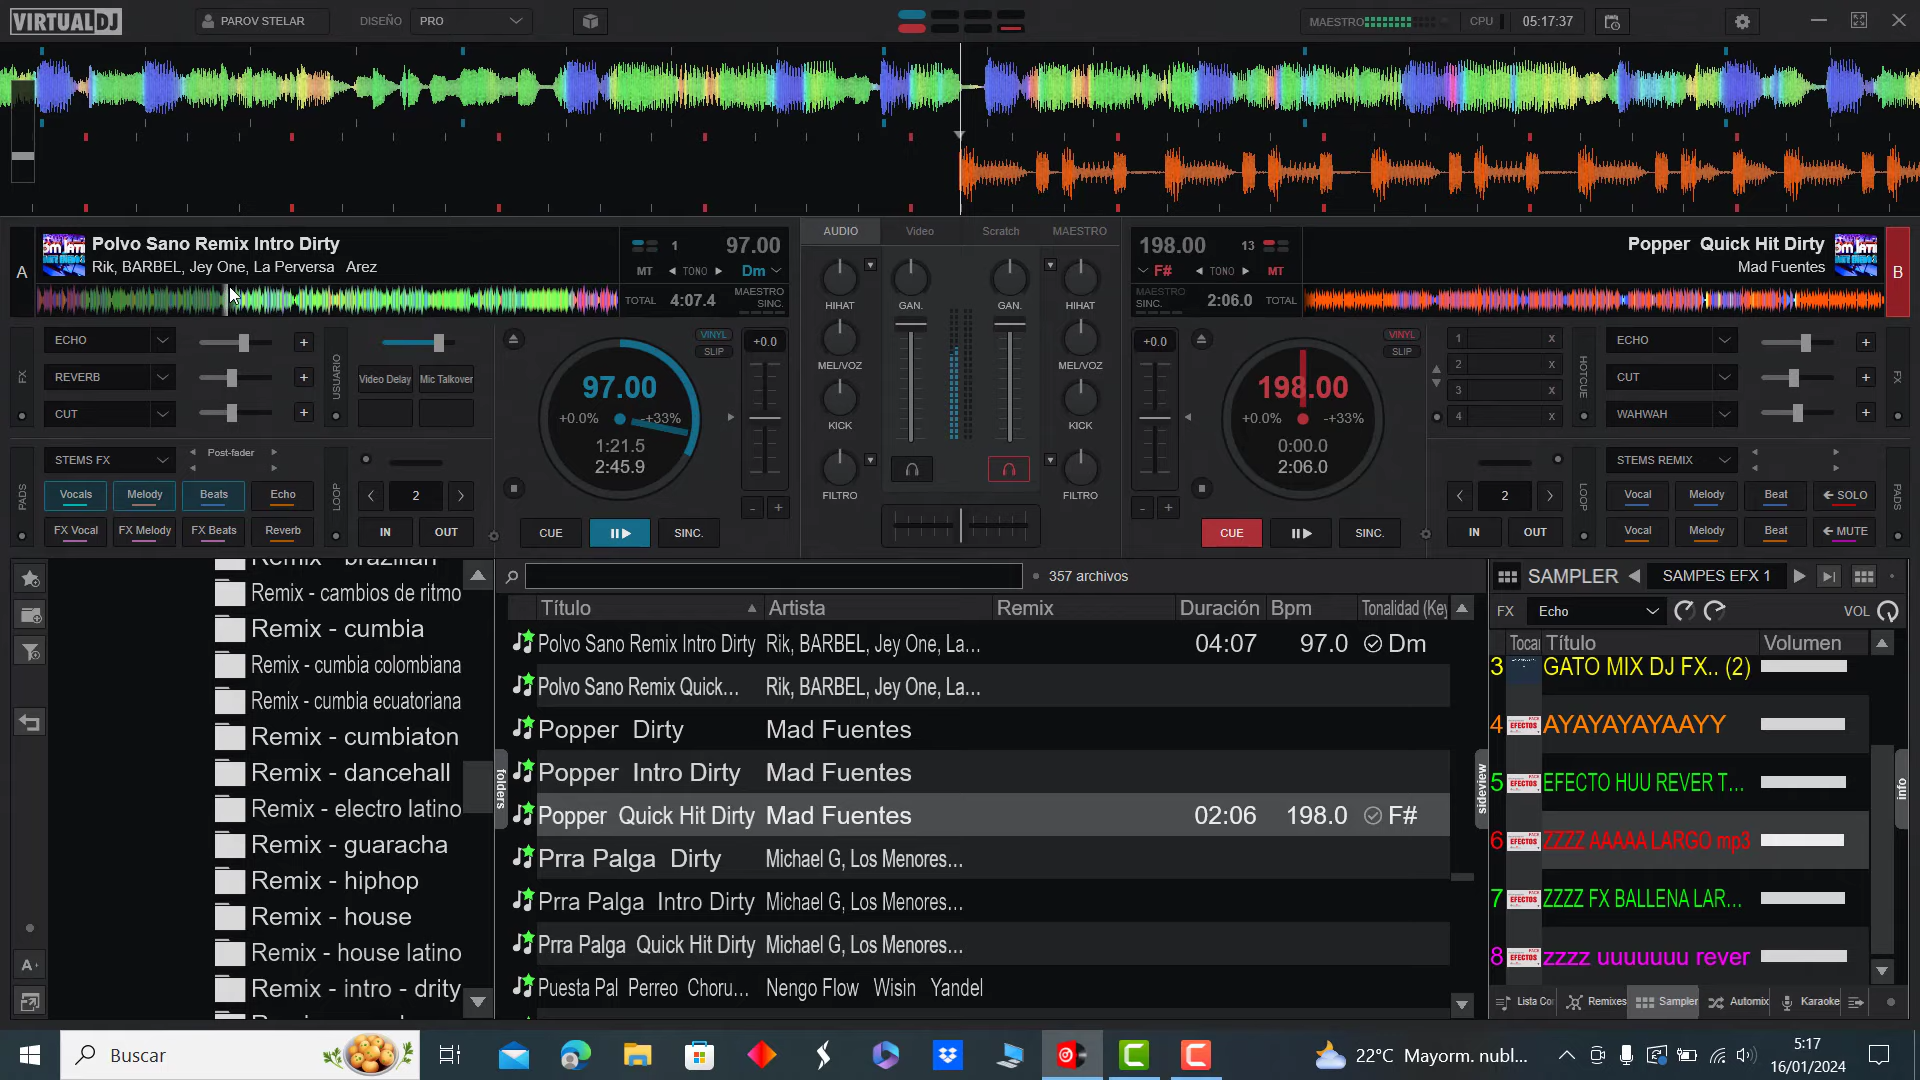 VIRTUALDJ
PAROV STELAR
DISEÑO
PRO
MAESTRO
CPU
05:17:37
A
Polvo Sano Remix Intro Dirty
Rik, BARBEL, Jey One, La Perversa Arez
1
97.00
MT
TONO
Dm
TOTAL
4:07.4
MAESTRO
SINC.
AUDIO
Video
Scratch
MAESTRO
198.00
13
F#
TONO
MT
MAESTRO
SINC.
2:06.0
TOTAL
Popper Quick Hit Dirty
Mad Fuentes
B
FX
ECHO
REVERB
CUT
USUARIO
Video Delay
Mic Talkover
VINYL
SLIP
97.00
+0.0%
-+33%
1:21.5
2:45.9
+0.0
HIHAT
GAN.
GAN.
HIHAT
MEL/VOZ
MEL/VOZ
KICK
KICK
FILTRO
FILTRO
+0.0
VINYL
SLIP
198.00
+0.0%
-+33%
0:00.0
2:06.0
1
x
2
x
3
x
4
x
HOTCUE
ECHO
CUT
WAHWAH
FX
PADS
STEMS FX
Post-fader
Vocals
Melody
Beats
Echo
FX Vocal
FX Melody
FX Beats
Reverb
LOOP
2
IN
OUT
CUE
SINC.
-
+
-
+
CUE
SINC.
2
IN
OUT
LOOP
STEMS REMIX
Vocal
Melody
Beat
SOLO
Vocal
Melody
Beat
MUTE
PADS
Remix - brazilian
Remix - cambios de ritmo
Remix - cumbia
Remix - cumbia colombiana
Remix - cumbia ecuatoriana
Remix - cumbiaton
Remix - dancehall
Remix - electro latino
Remix - guaracha
Remix - hiphop
Remix - house
Remix - house latino
Remix - intro - drity
folders
357 archivos
Título
Artista
Remix
Duración
Bpm
Tonalidad (Key
Polvo Sano Remix Intro Dirty
Rik, BARBEL, Jey One, La...
04:07
97.0
Dm
Polvo Sano Remix Quick...
Rik, BARBEL, Jey One, La...
Popper Dirty
Mad Fuentes
Popper Intro Dirty
Mad Fuentes
Popper Quick Hit Dirty
Mad Fuentes
02:06
198.0
F#
Prra Palga Dirty
Michael G, Los Menores...
Prra Palga Intro Dirty
Michael G, Los Menores...
Prra Palga Quick Hit Dirty
Michael G, Los Menores...
Puesta Pal Perreo Choru...
Nengo Flow Wisin Yandel
sideview
SAMPLER
SAMPES EFX 1
FX
Echo
VOL
Tocar
Título
Volumen
3
GATO MIX DJ FX.. (2)
4
AYAYAYAYAAYY
5
EFECTO HUU REVER T...
6
ZZZZ AAAAA LARGO mp3
7
ZZZZ FX BALLENA LAR...
8
zzzz uuuuuuu rever
info
Lista Cor
Remixes
Sampler
Automix
Karaoke
A
Buscar
22°C Mayorm. nubl...
5:17
16/01/2024